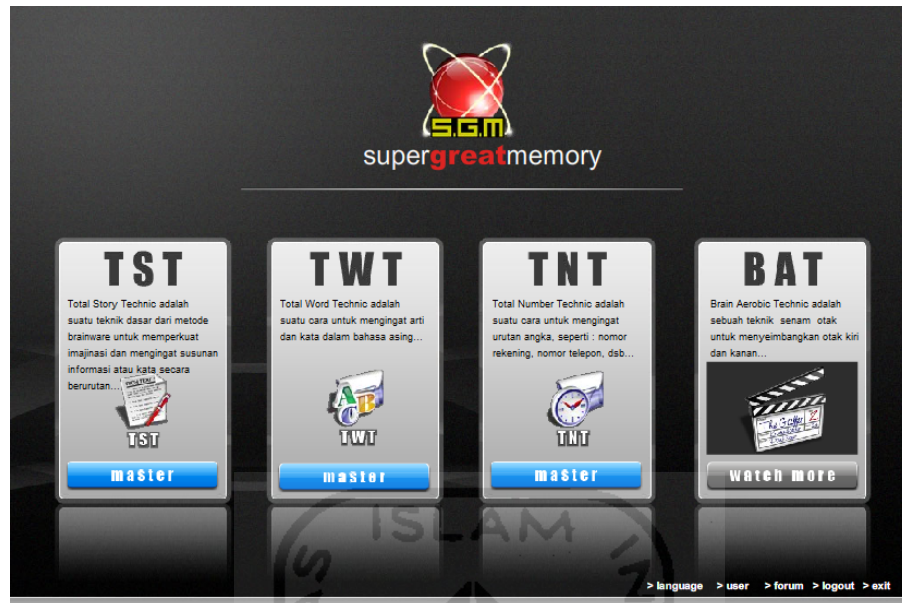 S.G.M
supergreatmemory
TST
Total Story Technic adalah
suatu teknik dasar dari metode
brainware untuk memperkuat
imajinasi dan mengingat susunan
informasi atau kata secara
berurutan...
TST
master
TWT
Total Word Technic adalah
suatu cara untuk mengingat arti
dan kata dalam bahasa asing...
ACB
TWT
master
TNT
Total Number Technic adalah
suatu cara untuk mengingat
urutan angka, seperti : nomor
rekening, nomor telepon, dsb...
TNT
master
BAT
Brain Aerobic Technic adalah
sebuah teknik senam otak
untuk menyeimbangkan otak kiri
dan kanan...
watch more
ISLAM
> language > user > forum > logout > exit